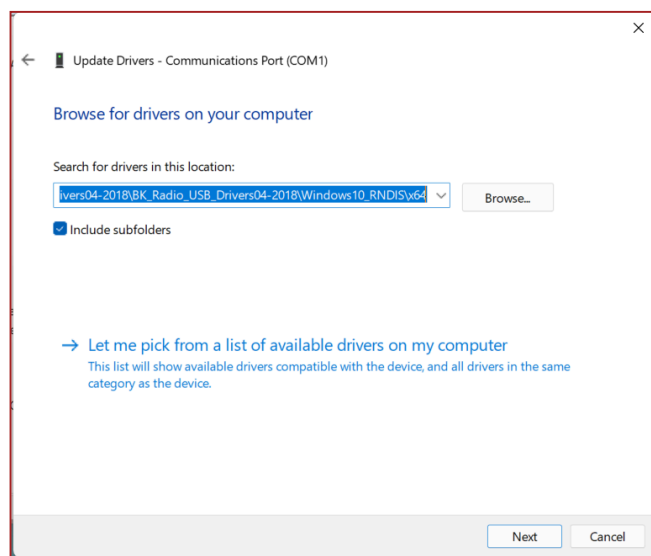 Update Drivers - Communications Port (COM1)
Browse for drivers on your computer
Search for drivers in this location:
ivers04-2018\BK_Radio_USB_Drivers04-2018\Windows10_RNDIS\x64
Browse...
Include subfolders
Let me pick from a list of available drivers on my computer
This list will show available drivers compatible with the device, and all drivers in the same
category as the device.
Next
Cancel